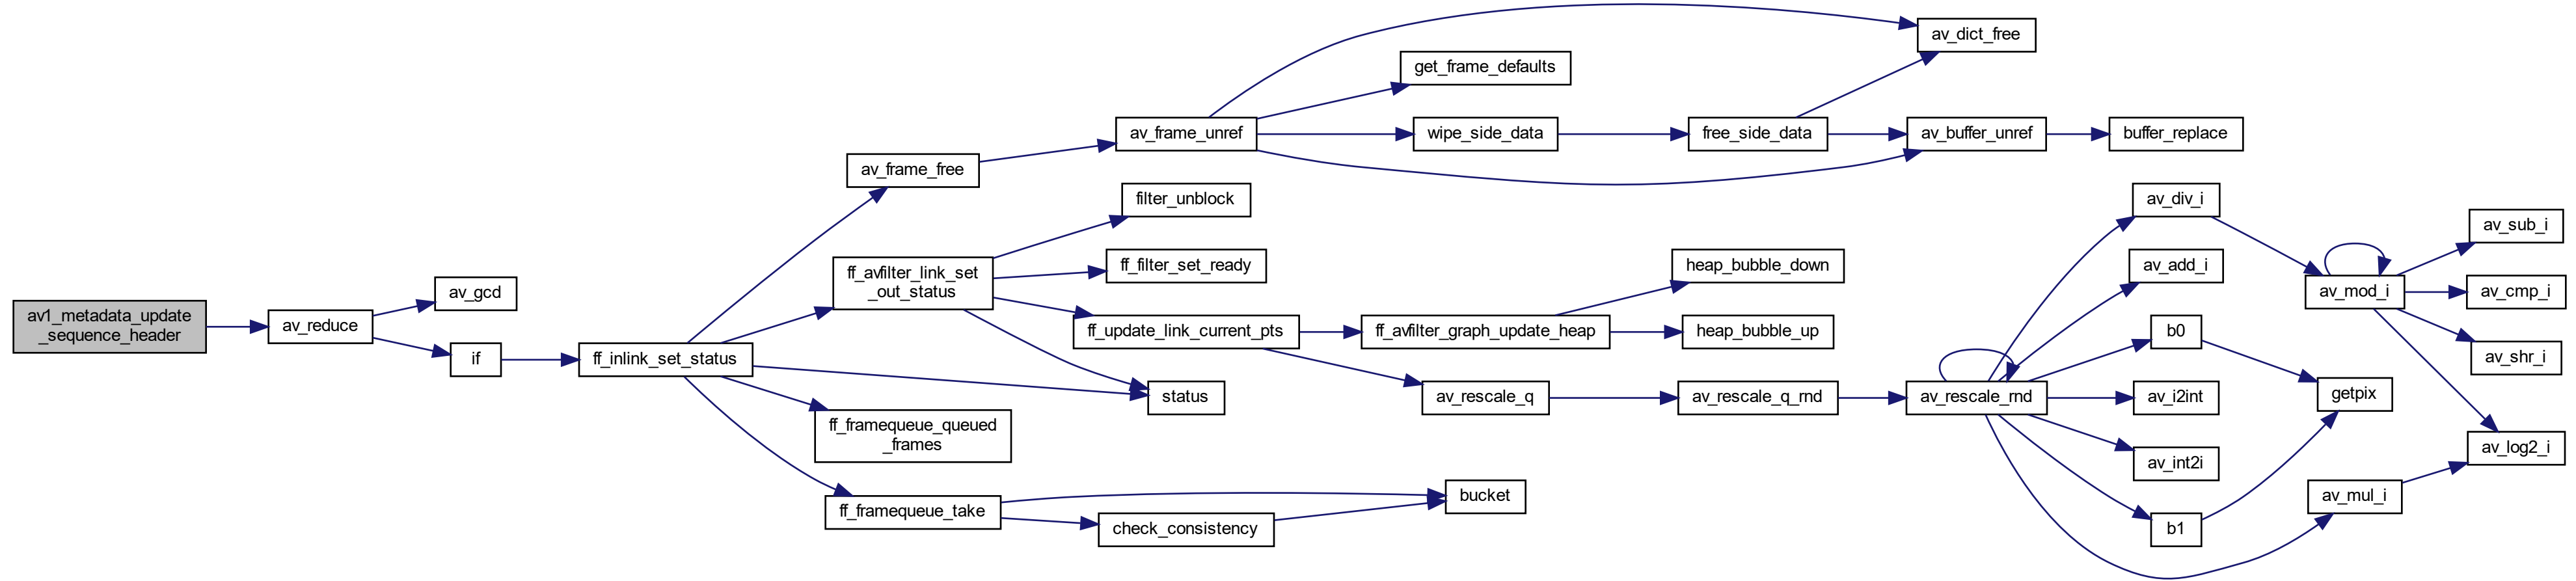 av1_metadata_update
_sequence_header
av_reduce
av_gcd
if
ff_inlink_set_status
av_frame_free
ff_avfilter_link_set
_out_status
ff_framequeue_queued
_frames
ff_framequeue_take
av_frame_unref
filter_unblock
ff_filter_set_ready
ff_update_link_current_pts
status
check_consistency
get_frame_defaults
wipe_side_data
ff_avfilter_graph_update_heap
av_rescale_q
bucket
free_side_data
heap_bubble_down
heap_bubble_up
av_rescale_q_rnd
av_dict_free
av_buffer_unref
av_rescale_rnd
buffer_replace
av_div_i
av_add_i
b0
av_i2int
av_int2i
b1
av_mod_i
getpix
av_mul_i
av_sub_i
av_cmp_i
av_shr_i
av_log2_i